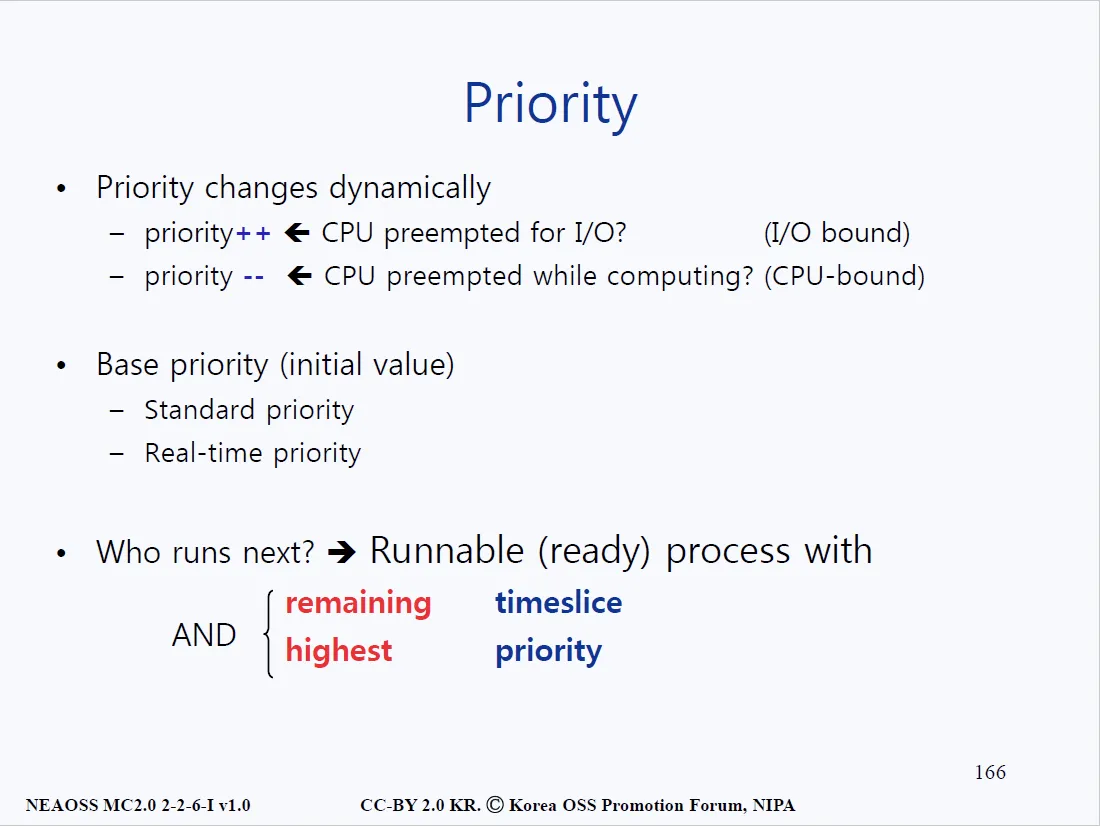 Priority
• Priority changes dynamically
– priority++ 🡸 CPU preempted for I/O? (I/O bound)
– priority -- 🡸 CPU preempted while computing? (CPU-bound)
• Base priority (initial value)
– Standard priority
– Real-time priority
• Who runs next? ➔ Runnable (ready) process with
remaining timeslice
AND
highest priority
166
NEAOSS MC2.0 2-2-6-I v1.0 CC-BY 2.0 KR. Ⓒ Korea OSS Promotion Forum, NIPA